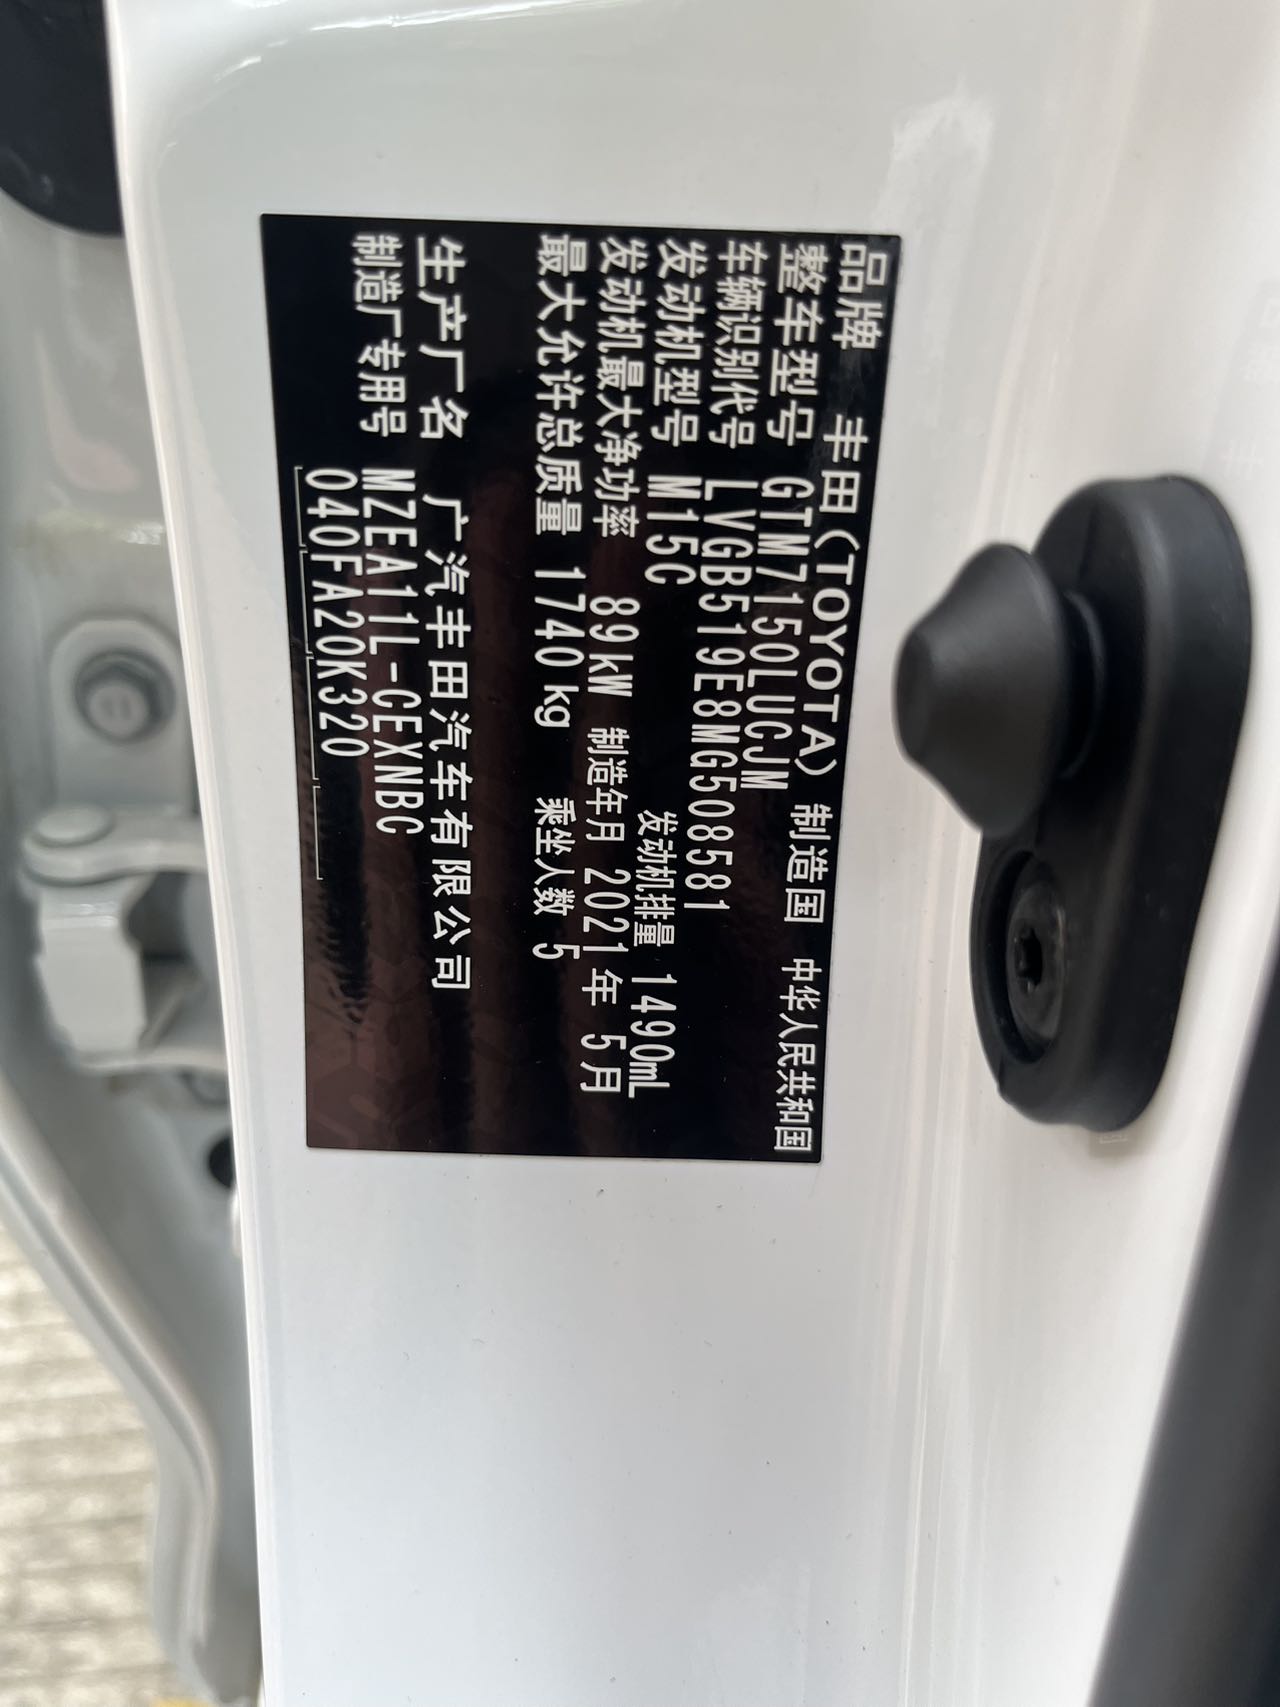 品牌 丰田(TOYOTA) 制造国 中华人民共和国
整车型号 GTM7150LUCJM
车辆识别代号 LVGB519E8MG508581
发动机型号 M15C 发动机排量 1490mL
发动机最大净功率 89kW 制造年月 2021年 5月
最大允许总质量 1740kg 乘坐人数 5
生产厂名 广汽丰田汽车有限公司
制造厂专用号 MZEA11L-CEXNBC
040FA20K320